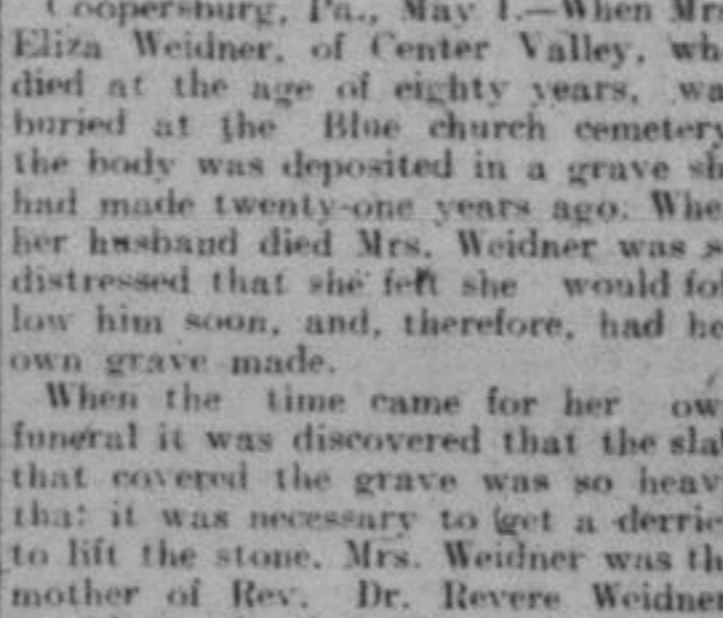 Coopersburg, Pa., May 1.—When Mrs
Eliza Weidner, of Center Valley, wh
died at the age of eighty years, wa
buried at the Blue church cemetery
the body was deposited in a grave sh
had made twenty-one years ago. Whe
her husband died Mrs. Weidner was s
distressed that she felt she would fo
low him soon, and, therefore, had he
own grave made.
When the time came for her ow
funeral it was discovered that the sla
that covered the grave was so heav
that it was necessary to get a derric
to lift the stone. Mrs. Weidner was th
mother of Rev. Dr. Revere Weidner